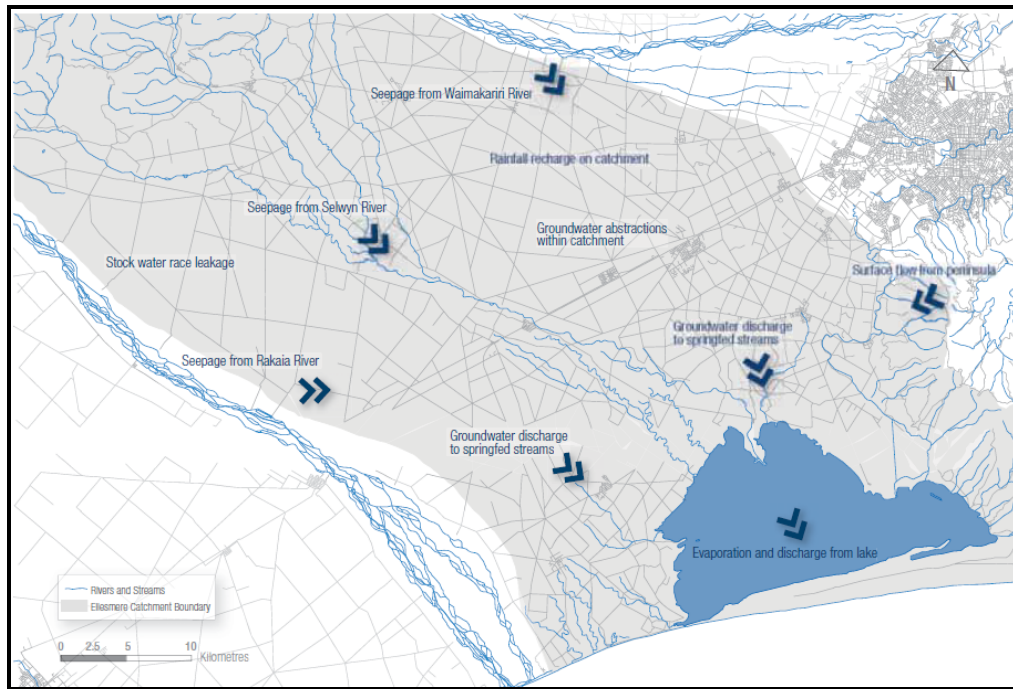 N
Seepage from Waimakariri River
Rainfall recharge on catchment
Seepage from Selwyn River
Groundwater abstractions
within catchment
Stock water race leakage
Surface flow from peninsula
Groundwater discharge
to springfed streams
Seepage from Rakaia River
Groundwater discharge
to springfed streams
Evaporation and discharge from lake
Rivers and Streams
Ellesmere Catchment Boundary
0 2.5 5 10
Kilometres